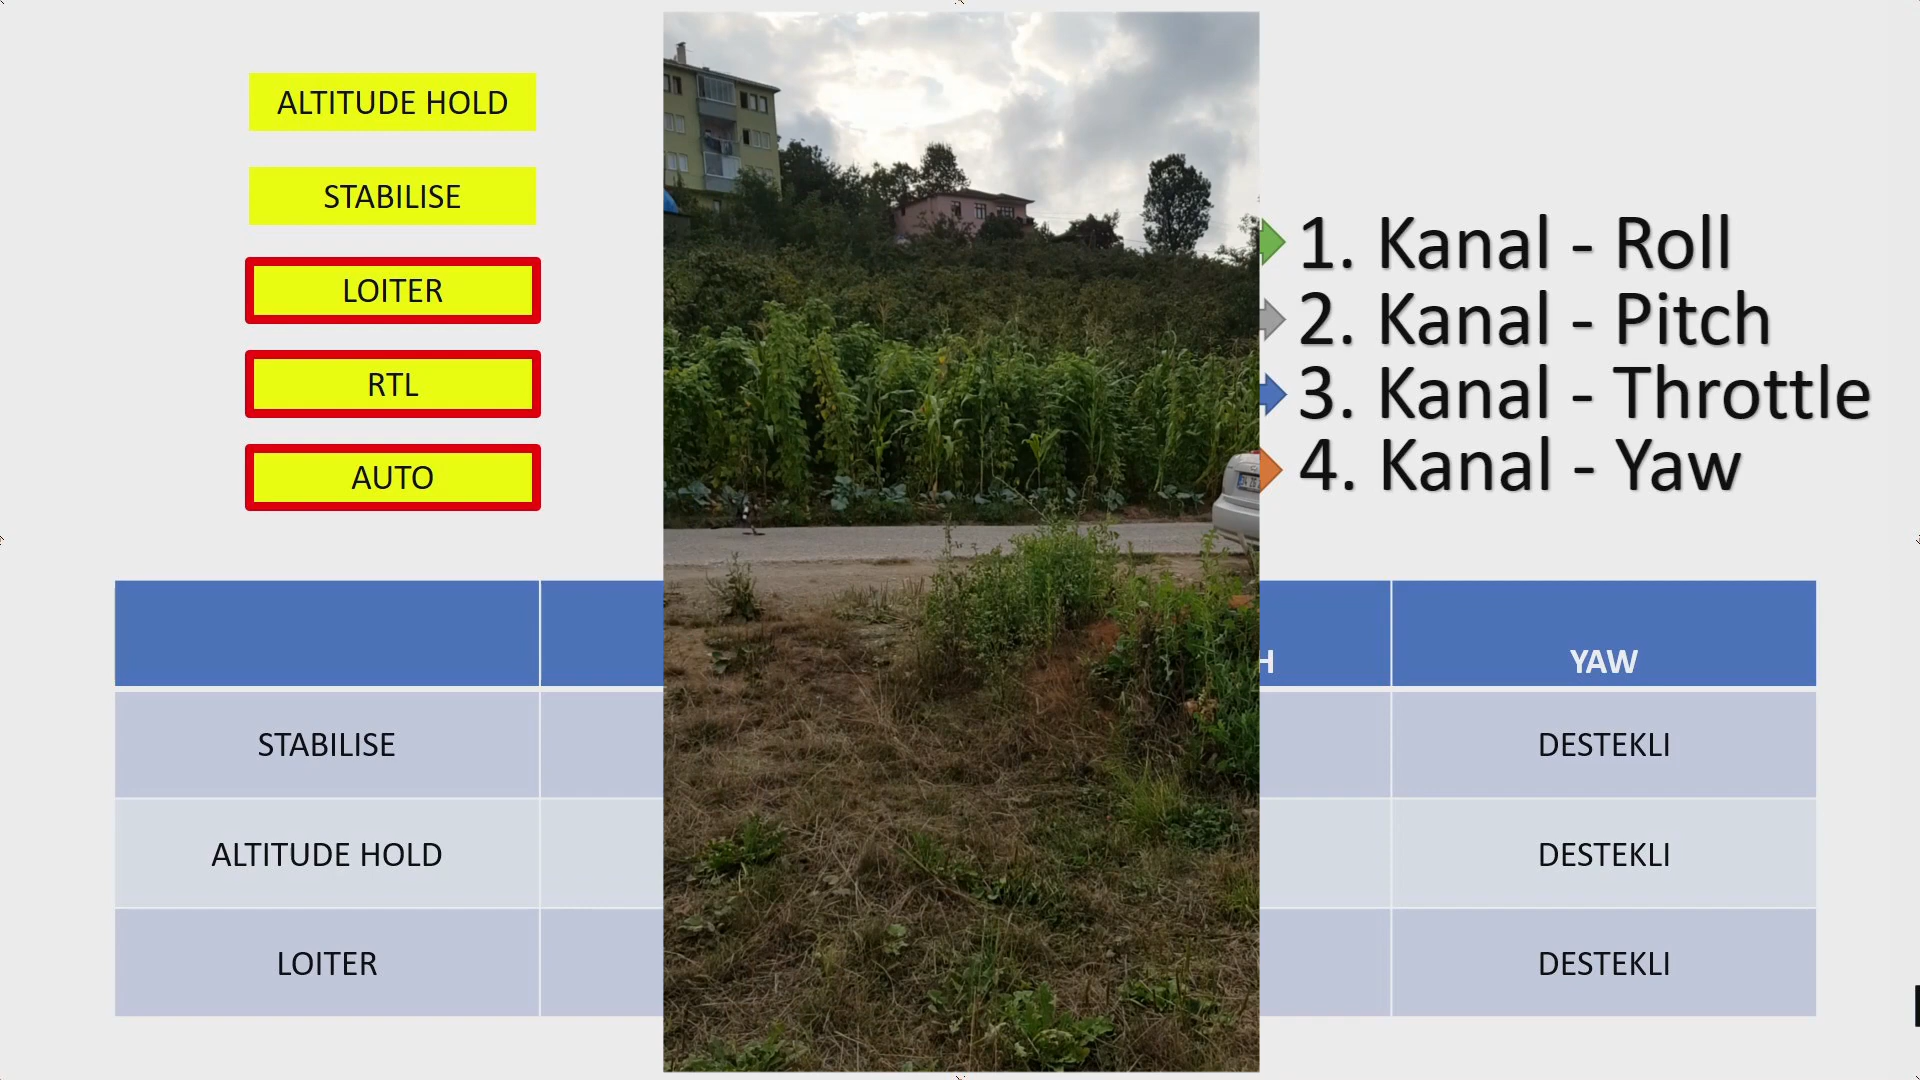 ALTITUDE HOLD
STABILISE
LOITER
RTL
AUTO
1. Kanal - Roll
2. Kanal - Pitch
3. Kanal - Throttle
4. Kanal - Yaw
H
YAW
STABILISE
DESTEKLI
ALTITUDE HOLD
DESTEKLI
LOITER
DESTEKLI